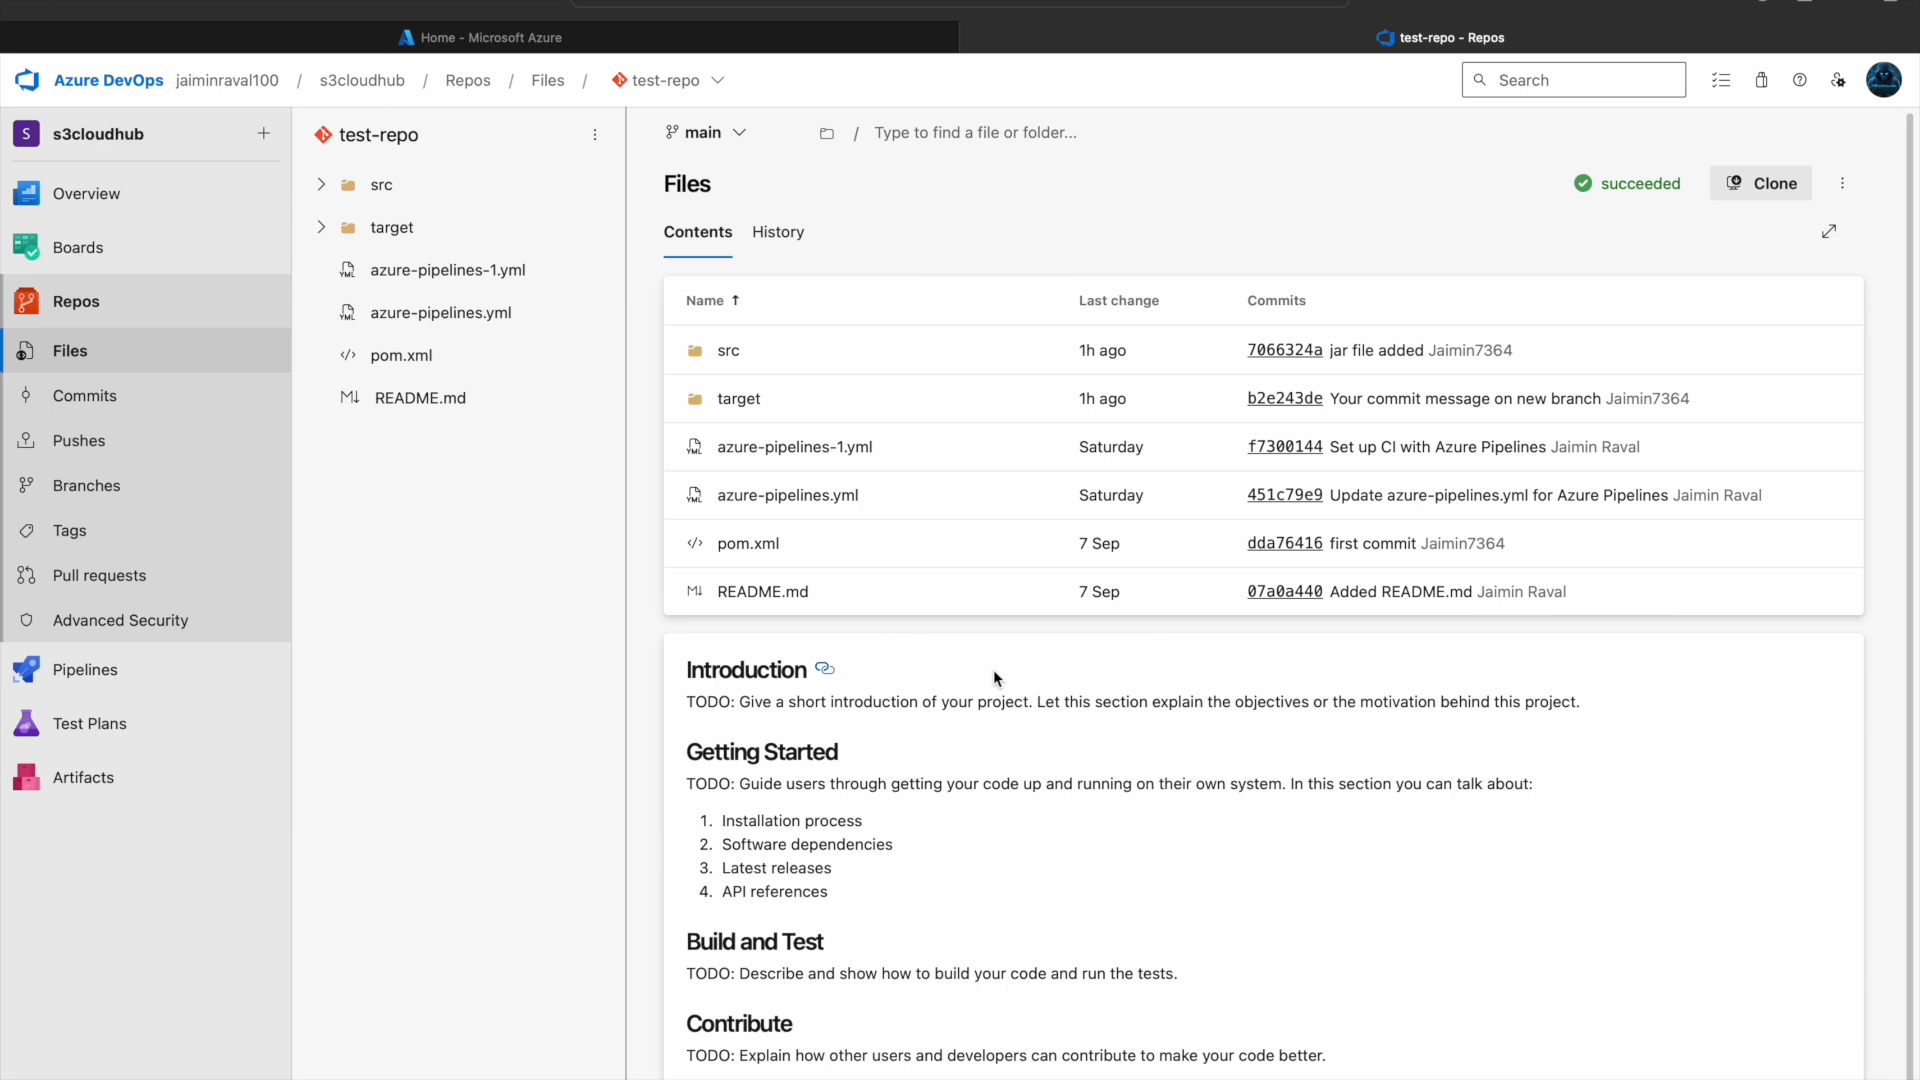 Home - Microsoft Azure
test-repo - Repos
Azure DevOps jaiminraval100 / s3cloudhub / Repos / Files / test-repo
Search
S s3cloudhub
Overview
Boards
Repos
Files
Commits
Pushes
Branches
Tags
Pull requests
Advanced Security
Pipelines
Test Plans
Artifacts
test-repo
src
target
YML azure-pipelines-1.yml
YML azure-pipelines.yml
</> pom.xml
M↓ README.md
main / Type to find a file or folder...
Files
succeeded
Clone
Contents History
Name ↑ Last change Commits
src 1h ago 7066324a jar file added Jaimin7364
target 1h ago b2e243de Your commit message on new branch Jaimin7364
YML azure-pipelines-1.yml Saturday f7300144 Set up CI with Azure Pipelines Jaimin Raval
YML azure-pipelines.yml Saturday 451c79e9 Update azure-pipelines.yml for Azure Pipelines Jaimin Raval
</> pom.xml 7 Sep dda76416 first commit Jaimin7364
M↓ README.md 7 Sep 07a0a440 Added README.md Jaimin Raval
Introduction
TODO: Give a short introduction of your project. Let this section explain the objectives or the motivation behind this project.
Getting Started
TODO: Guide users through getting your code up and running on their own system. In this section you can talk about:
1. Installation process
2. Software dependencies
3. Latest releases
4. API references
Build and Test
TODO: Describe and show how to build your code and run the tests.
Contribute
TODO: Explain how other users and developers can contribute to make your code better.